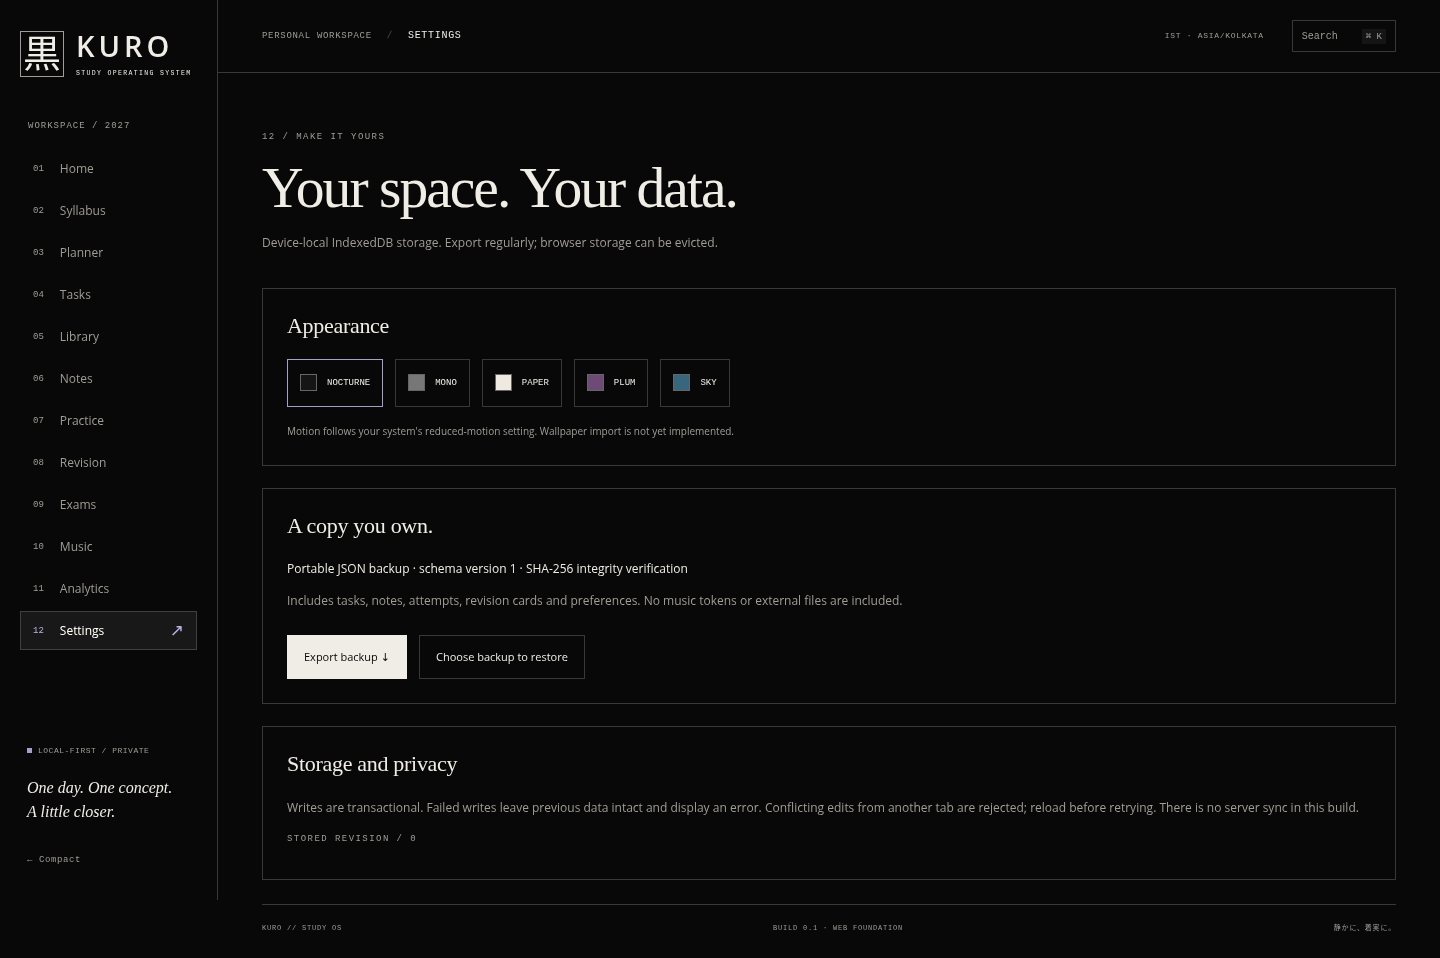 黒
KURO
STUDY OPERATING SYSTEM
WORKSPACE / 2027
01 Home
02 Syllabus
03 Planner
04 Tasks
05 Library
06 Notes
07 Practice
08 Revision
09 Exams
10 Music
11 Analytics
12 Settings ↗
LOCAL-FIRST / PRIVATE
One day. One concept.
A little closer.
← Compact
PERSONAL WORKSPACE / SETTINGS
IST · ASIA/KOLKATA
Search ⌘ K
12 / MAKE IT YOURS
Your space. Your data.
Device-local IndexedDB storage. Export regularly; browser storage can be evicted.
Appearance
NOCTURNE MONO PAPER PLUM SKY
Motion follows your system's reduced-motion setting. Wallpaper import is not yet implemented.
A copy you own.
Portable JSON backup · schema version 1 · SHA-256 integrity verification
Includes tasks, notes, attempts, revision cards and preferences. No music tokens or external files are included.
Export backup ↓ Choose backup to restore
Storage and privacy
Writes are transactional. Failed writes leave previous data intact and display an error. Conflicting edits from another tab are rejected; reload before retrying. There is no server sync in this build.
STORED REVISION / 0
KURO // STUDY OS
BUILD 0.1 · WEB FOUNDATION
静かに、着実に。